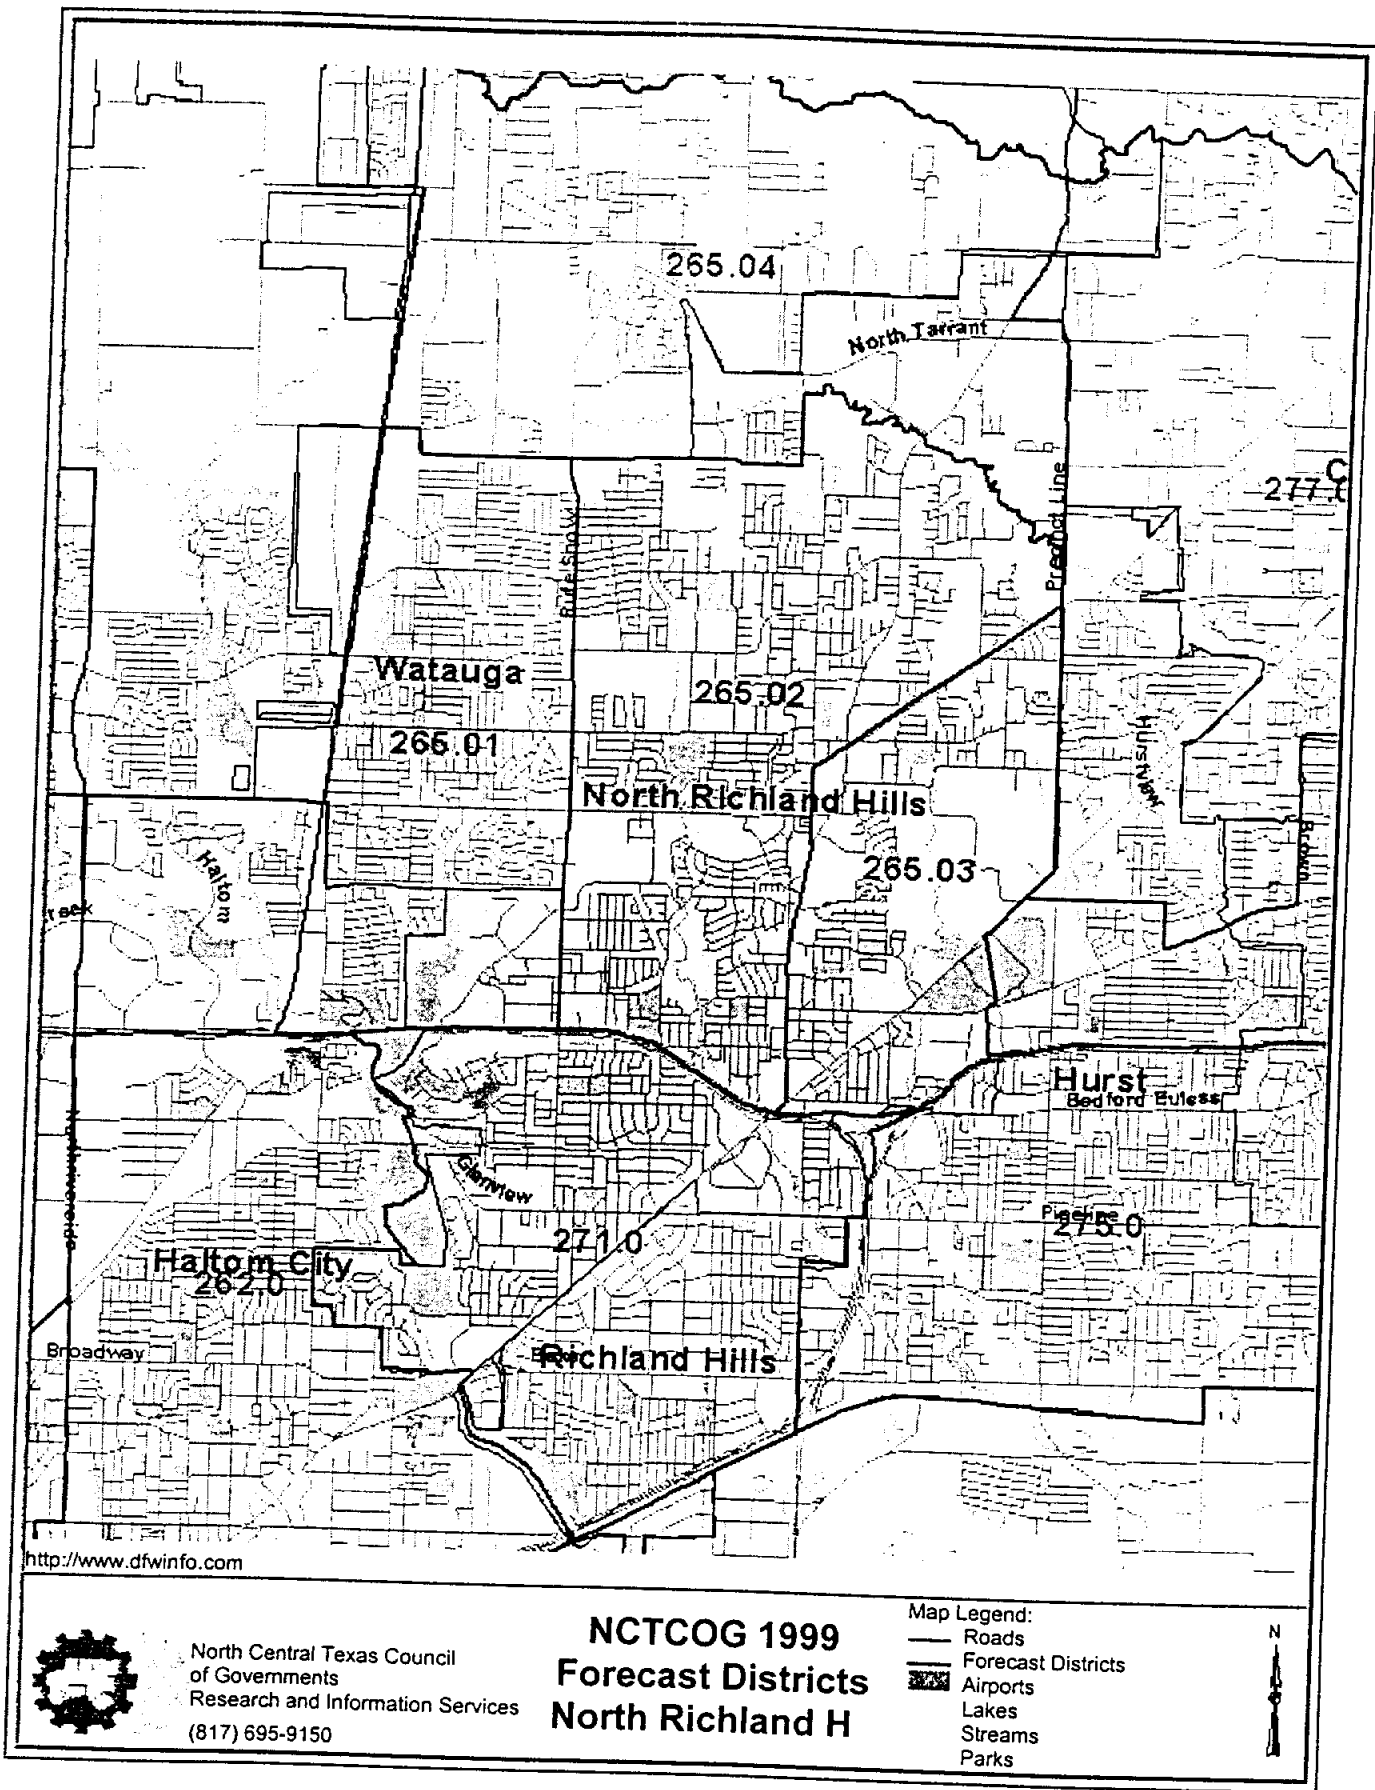 265.04
North Tarrant
C
277.
Precinct Line
Rufe Snow
Watauga
265.02
265.01
Hurstview
North Richland Hills
Brown
Haltom
265.03
reek
Hurst
Bedford Euless
Glenview
Pipeline
271.0
275.0
Haltom City
262.0
Broadway
Richland Hills
http://www.dfwinfo.com
North Central Texas Council
of Governments
Research and Information Services
(817) 695-9150
NCTCOG 1999
Forecast Districts
North Richland H
Map Legend:
Roads
Forecast Districts
Airports
Lakes
Streams
Parks
N